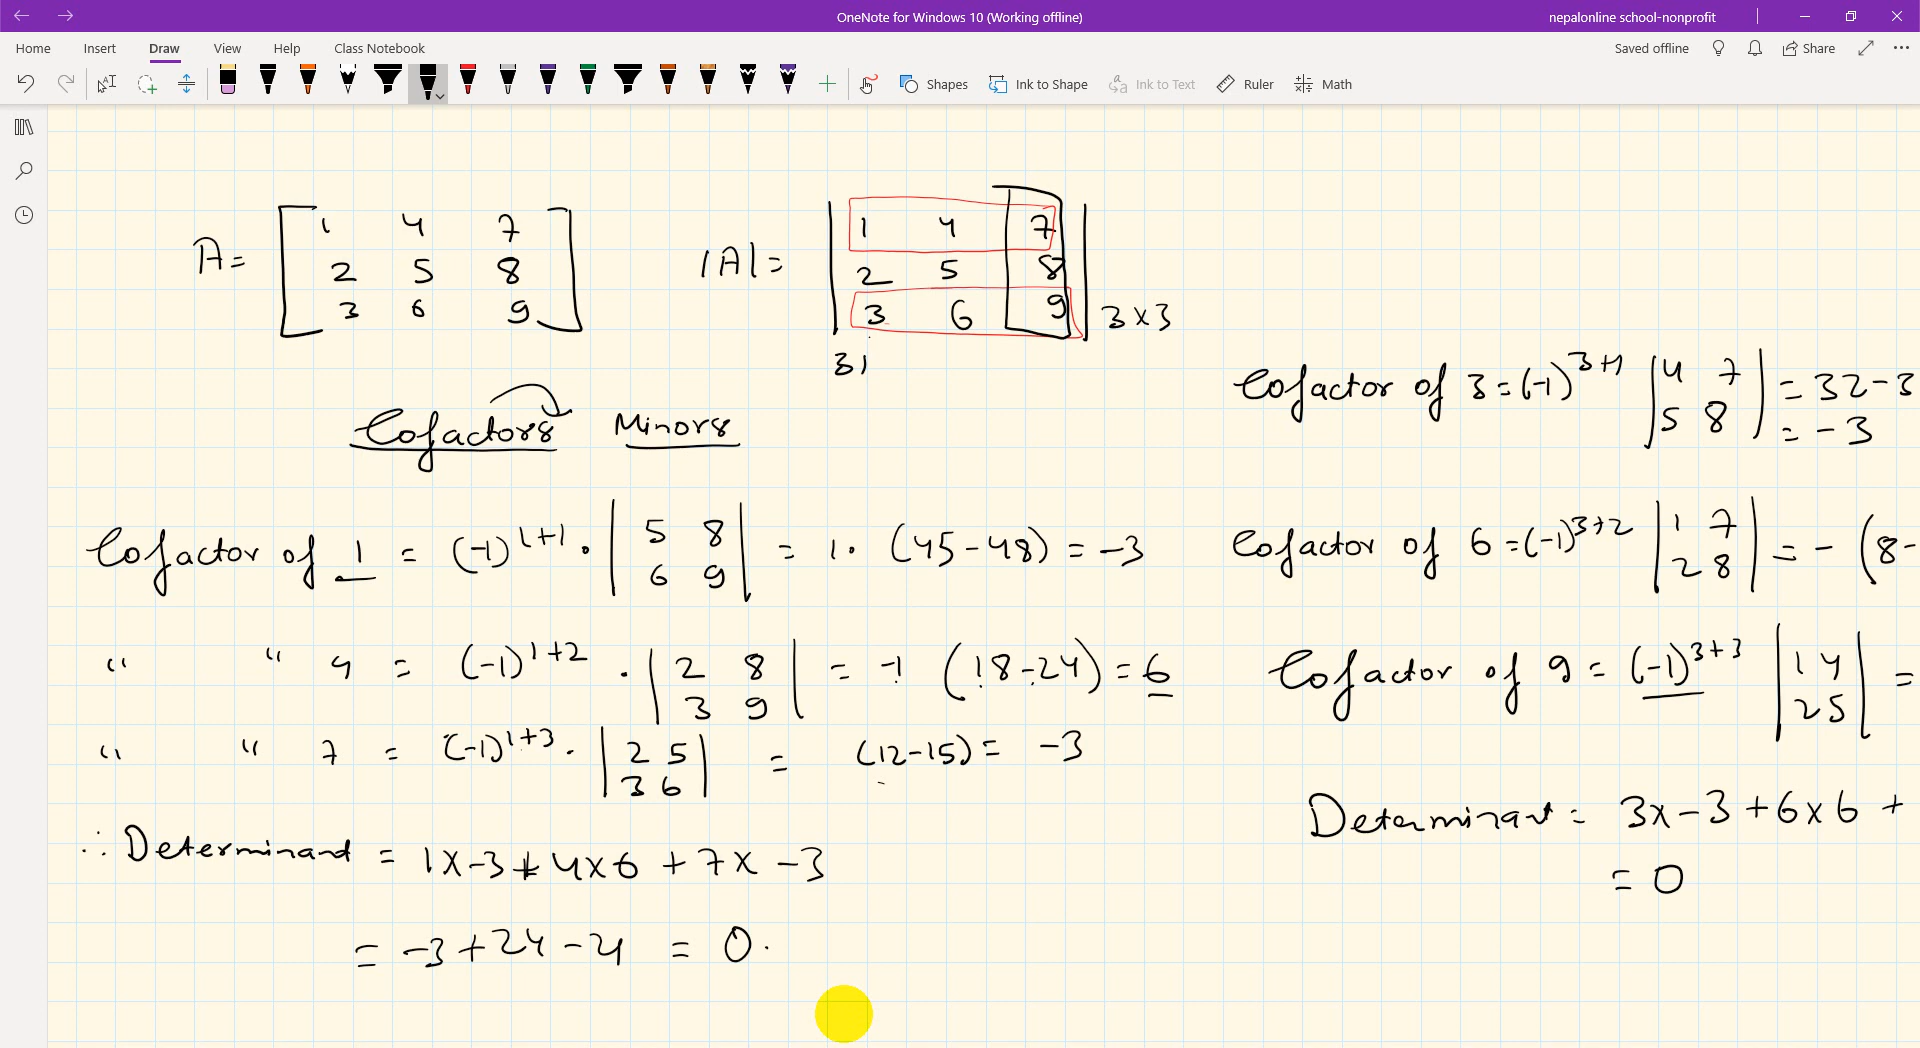 OneNote for Windows 10 (Working offline)
nepalonline school-nonprofit
Home Insert Draw View Help Class Notebook
Saved offline Share
Shapes Ink to Shape Ink to Text Ruler Math
A = [ 1 4 7
2 5 8
3 6 9 ]
|A| = | 1 4 7
2 5 8
3 6 9 | 3×3
31
Cofactors Minors
Cofactor of 1 = (-1)^1+1 · | 5 8
6 9 | = 1· (45-48) = -3
" " 4 = (-1)^1+2 · | 2 8
3 9 | = -1 (18-24) = 6
" " 7 = (-1)^1+3 · | 2 5
3 6 | = (12-15) = -3
∴ Determinand = 1x-3+4x6+7x-3
= -3+24-21 = 0.
Cofactor of 3 = (-1)^3+1 | 4 7
5 8 | = 32-3
= -3
Cofactor of 6 = (-1)^3+2 | 1 7
2 8 | = - (8-
Cofactor of 9 = (-1)^3+3 | 1 4
2 5 | =
Determinant = 3x-3+6x6+
= 0